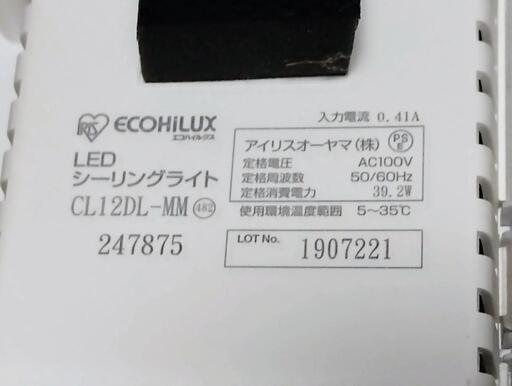 入力電流 0.41A
IRIS ECOHiLUX
エコハイルクス
LED
シーリングライト
CL12DL-MM 482
247875
アイリスオーヤマ(株) PSE
定格電圧 AC100V
定格周波数 50/60Hz
定格消費電力 39.2W
使用環境温度範囲 5~35℃
LOT No. 1907221